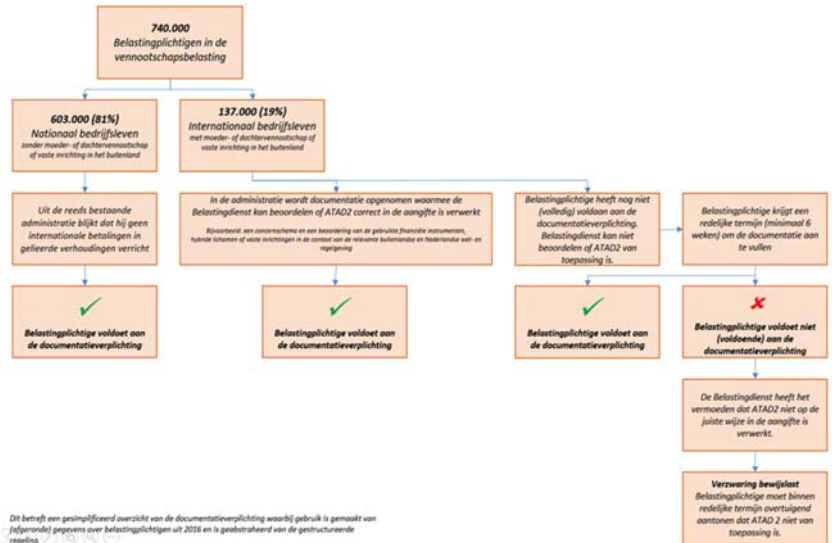 740.000
Belastingplichtigen in de
vennootschapsbelasting
603.000 (81%)
Nationaal bedrijfsleven
zonder moeder- of dochtervennootschap
of vaste inrichting in het buitenland
137.000 (19%)
Internationaal bedrijfsleven
met moeder- of dochtervennootschap of
vaste inrichting in het buitenland
Uit de reeds bestaande
administratie blijkt dat hij geen
internationale betalingen in
gelieerde verhoudingen verricht
In de administratie wordt documentatie opgenomen waarmee de
Belastingdienst kan beoordelen of ATAD2 correct in de aangifte is verwerkt
Bijvoorbeeld: een concernschema en een beoordeling van de gebruikte financiële instrumenten,
hybride lichamen of vaste inrichtingen in de context van de relevante buitenlandse en Nederlandse wet- en
regelgeving
Belastingplichtige heeft nog niet
(volledig) voldaan aan de
documentatieverplichting.
Belastingdienst kan niet
beoordelen of ATAD2 van
toepassing is.
Belastingplichtige krijgt een
redelijke termijn (minimaal 6
weken) om de documentatie aan
te vullen
Belastingplichtige voldoet aan
de documentatieverplichting
Belastingplichtige voldoet aan
de documentatieverplichting
Belastingplichtige voldoet aan
de documentatieverplichting
Belastingplichtige voldoet niet
(voldoende) aan de
documentatieverplichting
De Belastingdienst heeft het
vermoeden dat ATAD2 niet op de
juiste wijze in de aangifte is
verwerkt.
Verzwaring bewijslast
Belastingplichtige moet binnen
redelijke termijn overtuigend
aantonen dat ATAD 2 niet van
toepassing is.
Dit betreft een gesimplificeerd overzicht van de documentatieverplichting waarbij gebruik is gemaakt van
(afgeronde) gegevens over belastingplichtigen uit 2016 en is geabstraheerd van de gestructureerde
regeling